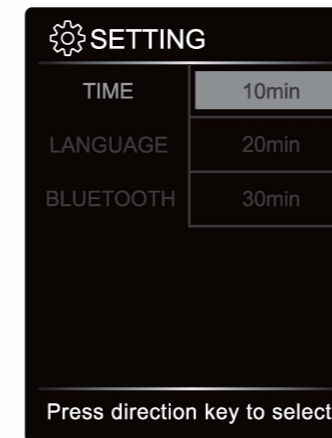 SETTING
TIME 10min
LANGUAGE 20min
BLUETOOTH 30min
Press direction key to select